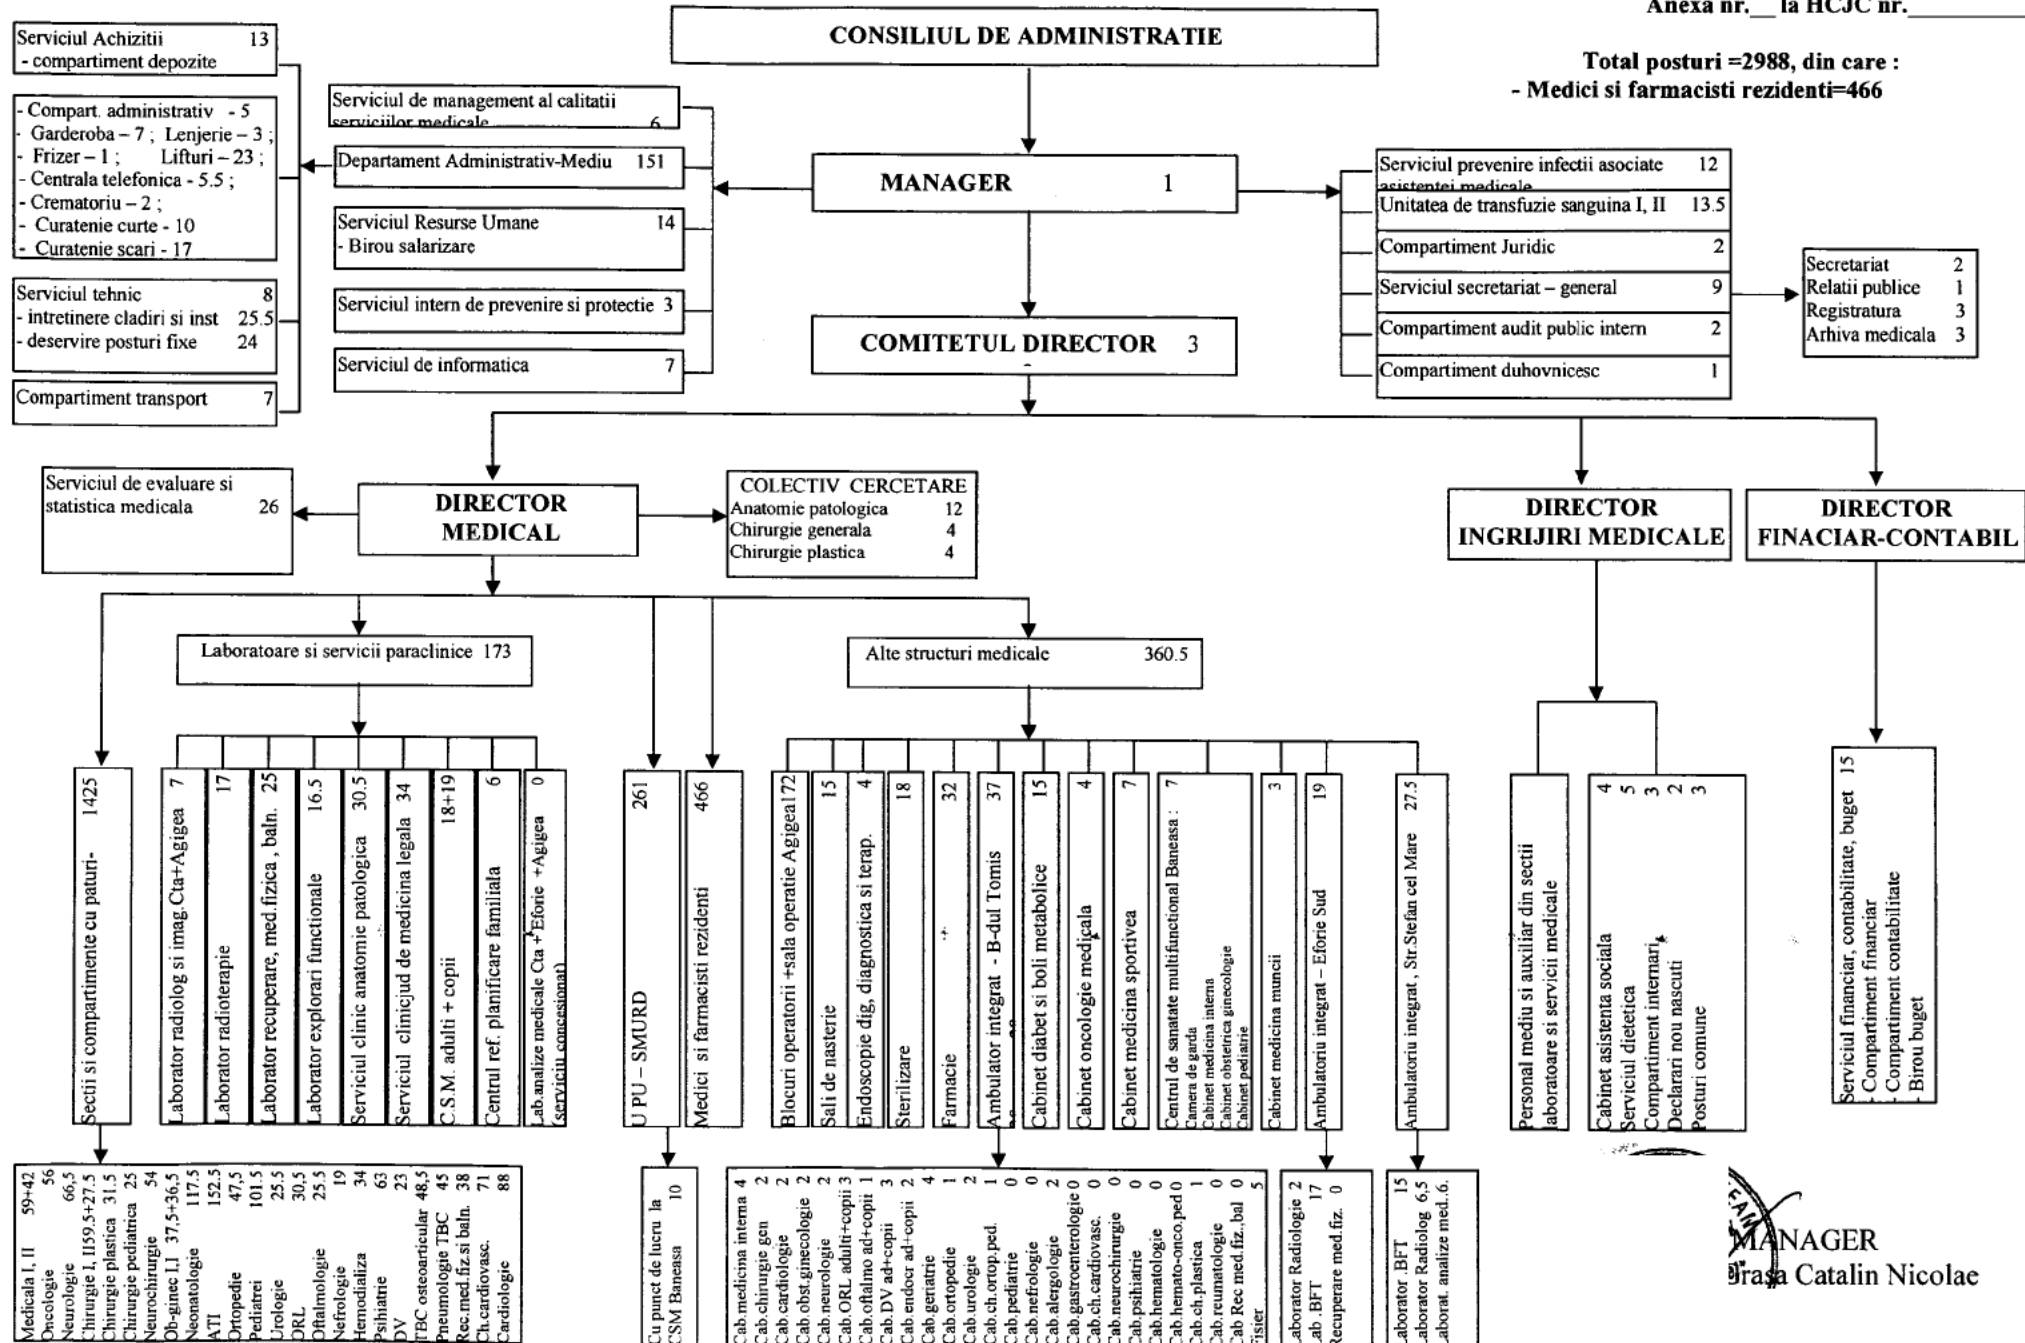 Anexa nr.__ la HCJC nr.__________
Total posturi =2988, din care :
- Medici si farmacisti rezidenti=466
CONSILIUL DE ADMINISTRATIE
Serviciul Achizitii 13
- compartiment depozite
- Compart. administrativ - 5
- Garderoba – 7 ; Lenjerie – 3 ;
- Frizer – 1 ; Lifturi – 23 ;
- Centrala telefonica - 5.5 ;
- Crematoriu – 2 ;
- Curatenie curte - 10
- Curatenie scari - 17
Serviciul tehnic 8
- intretinere cladiri si inst 25.5
- deservire posturi fixe 24
Compartiment transport 7
Serviciul de management al calitatii
serviciilor medicale 6
Departament Administrativ-Mediu 151
Serviciul Resurse Umane 14
- Birou salarizare
Serviciul intern de prevenire si protectie 3
Serviciul de informatica 7
MANAGER 1
COMITETUL DIRECTOR 3
Serviciul prevenire infectii asociate 12
asistentei medicale
Unitatea de transfuzie sanguina I, II 13.5
Compartiment Juridic 2
Serviciul secretariat – general 9
Compartiment audit public intern 2
Compartiment duhovnicesc 1
Secretariat 2
Relatii publice 1
Registratura 3
Arhiva medicala 3
Serviciul de evaluare si
statistica medicala 26
DIRECTOR
MEDICAL
COLECTIV CERCETARE
Anatomie patologica 12
Chirurgie generala 4
Chirurgie plastica 4
DIRECTOR
INGRIJIRI MEDICALE
DIRECTOR
FINACIAR-CONTABIL
Laboratoare si servicii paraclinice 173
Alte structuri medicale 360.5
Sectii si compartimente cu paturi- 1425
Laborator radiolog si imag.Cta+Agigea 7
Laborator radioterapie 17
Laborator recuperare, med.fizica , baln. 25
Laborator explorari functionale 16.5
Serviciul clinic anatomie patologica 30.5
Serviciul clinicjud de medicina legala 34
C.S.M. adulti + copii 18+19
Centrul ref. planificare familiala 6
Lab.analize medicale Cta + Eforie +Agigea 0
(serviciu concesionat)
U PU – SMURD 261
Medici si farmacisti rezidenti 466
Blocuri operatorii +sala operatie Agigeal 72
Sali de nasterie 15
Endoscopie dig, diagnostica si terap. 4
Sterilizare 18
Farmacie 32
Ambulator integrat - B-dul Tomis 37
Cabinet diabet si boli metabolice 15
Cabinet oncologie medicala 4
Cabinet medicina sportivea 7
Centrul de sanatate multifunctional Baneasa : 7
Camera de garda
Cabinet medicina interna
Cabinet obstetrica ginecologie
Cabinet pediatrie
Cabinet medicina muncii 3
Ambulatoriu integrat – Eforie Sud 19
Ambulatoriu integrat , Str.Stefan cel Mare 27.5
Personal mediu si auxiliar din sectii
laboratoare si servicii medicale
Cabinet asistenta sociala 4
Serviciul dietetica 5
Compartiment internari 3
Declarari nou nascuti 2
Posturi comune 3
Serviciul financiar, contabilitate, buget 15
- Compartiment financiar
- Compartiment contabilitate
- Birou buget
Medicala I, II 59+42
Oncologie 56
Neurologie 66,5
Chirurgie I, II59.5+27.5
Chirurgie plastica 31.5
Chirurgie pediatrica 25
Neurochirurgie 54
Ob-ginec I,I 37,5+36,5
Neonatologie 117.5
ATI 152.5
Ortopedie 47,5
Pediatrei 101.5
Urologie 25.5
ORL 30,5
Oftalmologie 25.5
Nefrologie 19
Hemodializa 34
Psihiatrie 63
DV 23
TBC osteoarticular 48,5
Pneumologie TBC 45
Rec.med.fiz.si baln. 38
Ch.cardiovasc. 71
Cardiologie 88
Cu punct de lucru la
CSM Baneasa 10
Cab.medicina interna 4
Cab.chirurgie gen 2
Cab.cardiologie 2
Cab.obst.ginecologie 2
Cab.neurologie 2
Cab.ORL adulti+copii 3
Cab.oftalmo ad+copii 1
Cab.DV ad+copii 3
Cab.endocr ad+copii 2
Cab.geriatrie 4
Cab.ortopedie 1
Cab.urologie 2
Cab.ch.ortop.ped. 1
Cab.pediatrie 0
Cab.nefrologie 0
Cab.alergologie 2
Cab.gastroenterologie 0
Cab.ch.cardiovasc. 0
Cab.neurochirurgie 0
Cab.psihiatrie 0
Cab.hematologie 0
Cab.hemato-onco.ped 0
Cab.ch.plastica 1
Cab.reumatologie 0
Cab Rec med.fiz.,bal 0
Fisier 5
Laborator Radiologie 2
Lab .BFT 17
Recuperare med.fiz. 0
Laborator .BFT 15
Laborator Radiolog 6,5
Laborat. analize med..6.
MANAGER
Catalin Nicolae